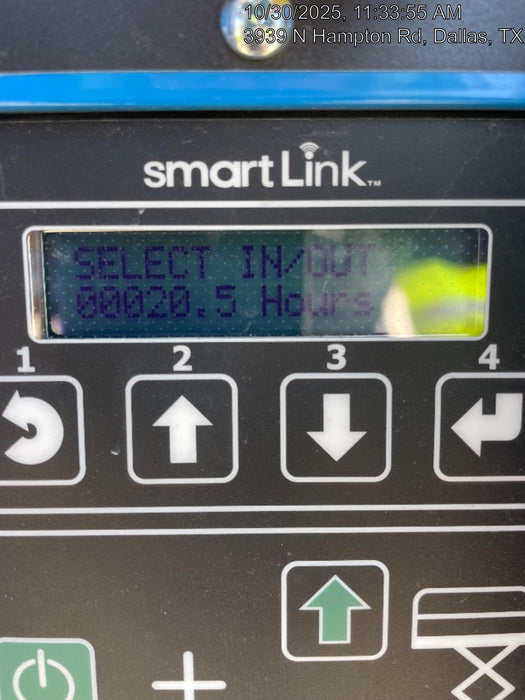 10/30/2025, 11:33:55 AM
3939 N Hampton Rd, Dallas, TX
smartLink™
SELECT IN/OUT
00020.5 Hours
1 2 3 4